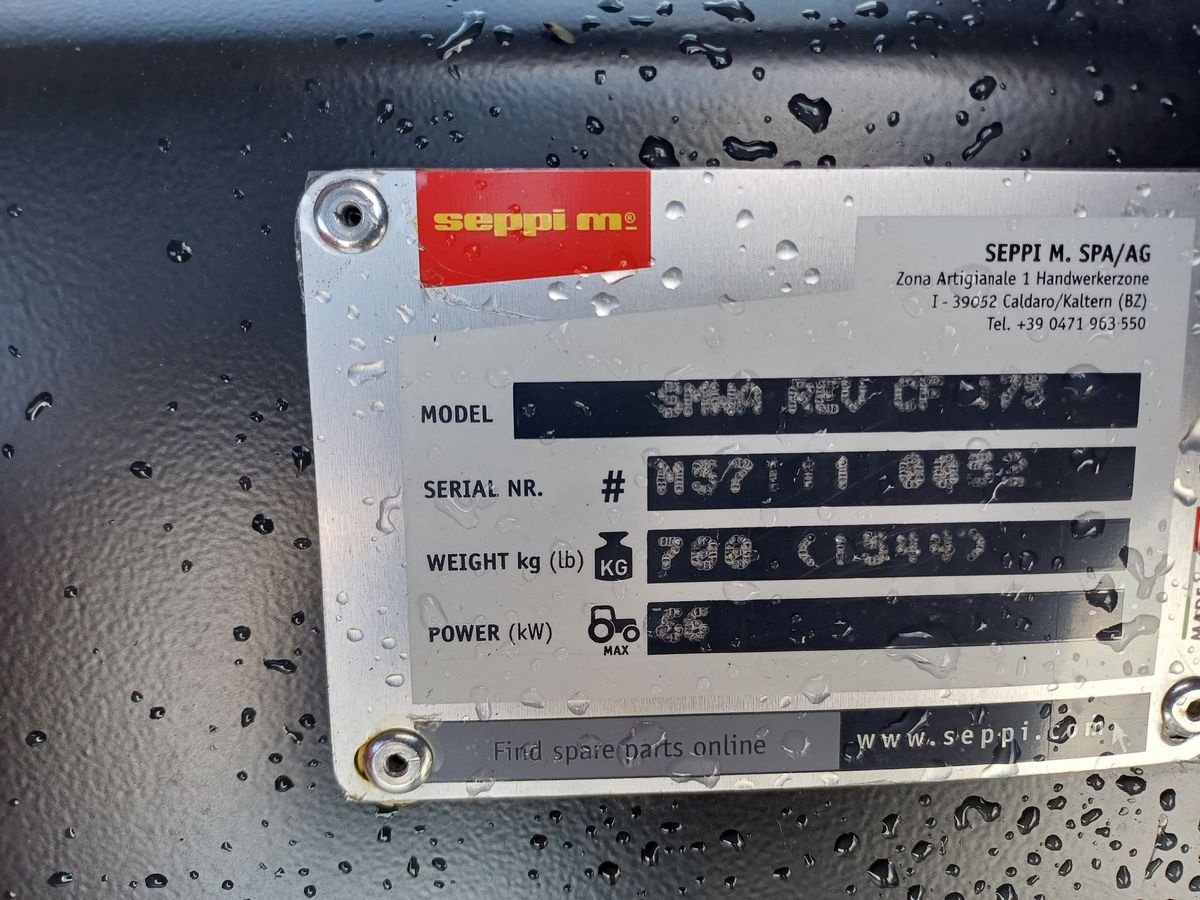 seppi m®
SEPPI M. SPA/AG
Zona Artigianale 1 Handwerkerzone
I - 39052 Caldaro/Kaltern (BZ)
Tel. +39 0471 963 550
MODEL SMWA REV CF 175
SERIAL NR. #
WEIGHT kg (lb) KG 700
POWER (kW) MAX
Find spare parts online www.seppi.com